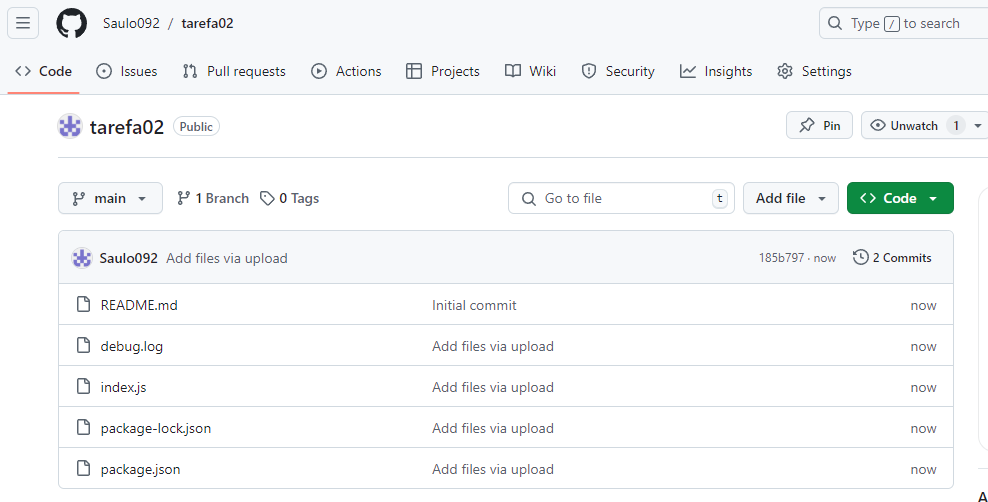 Saulo092 / tarefa02
Type / to search
Code Issues Pull requests Actions Projects Wiki Security Insights Settings
tarefa02 Public
Pin Unwatch 1
main 1 Branch 0 Tags Go to file t Add file Code
Saulo092 Add files via upload 185b797 · now 2 Commits
README.md Initial commit now
debug.log Add files via upload now
index.js Add files via upload now
package-lock.json Add files via upload now
package.json Add files via upload now
A